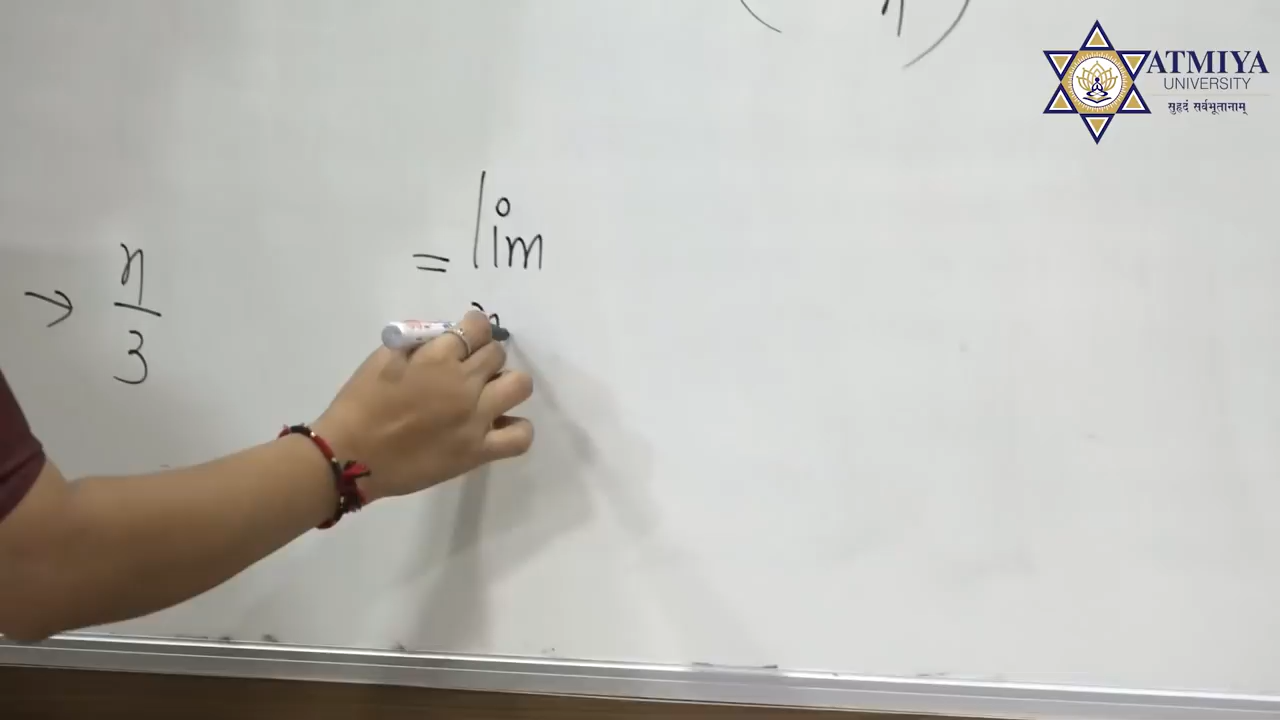 ATMIYA
UNIVERSITY
सुहृदं सर्वभूतानाम्
η
= lim
→ η/3